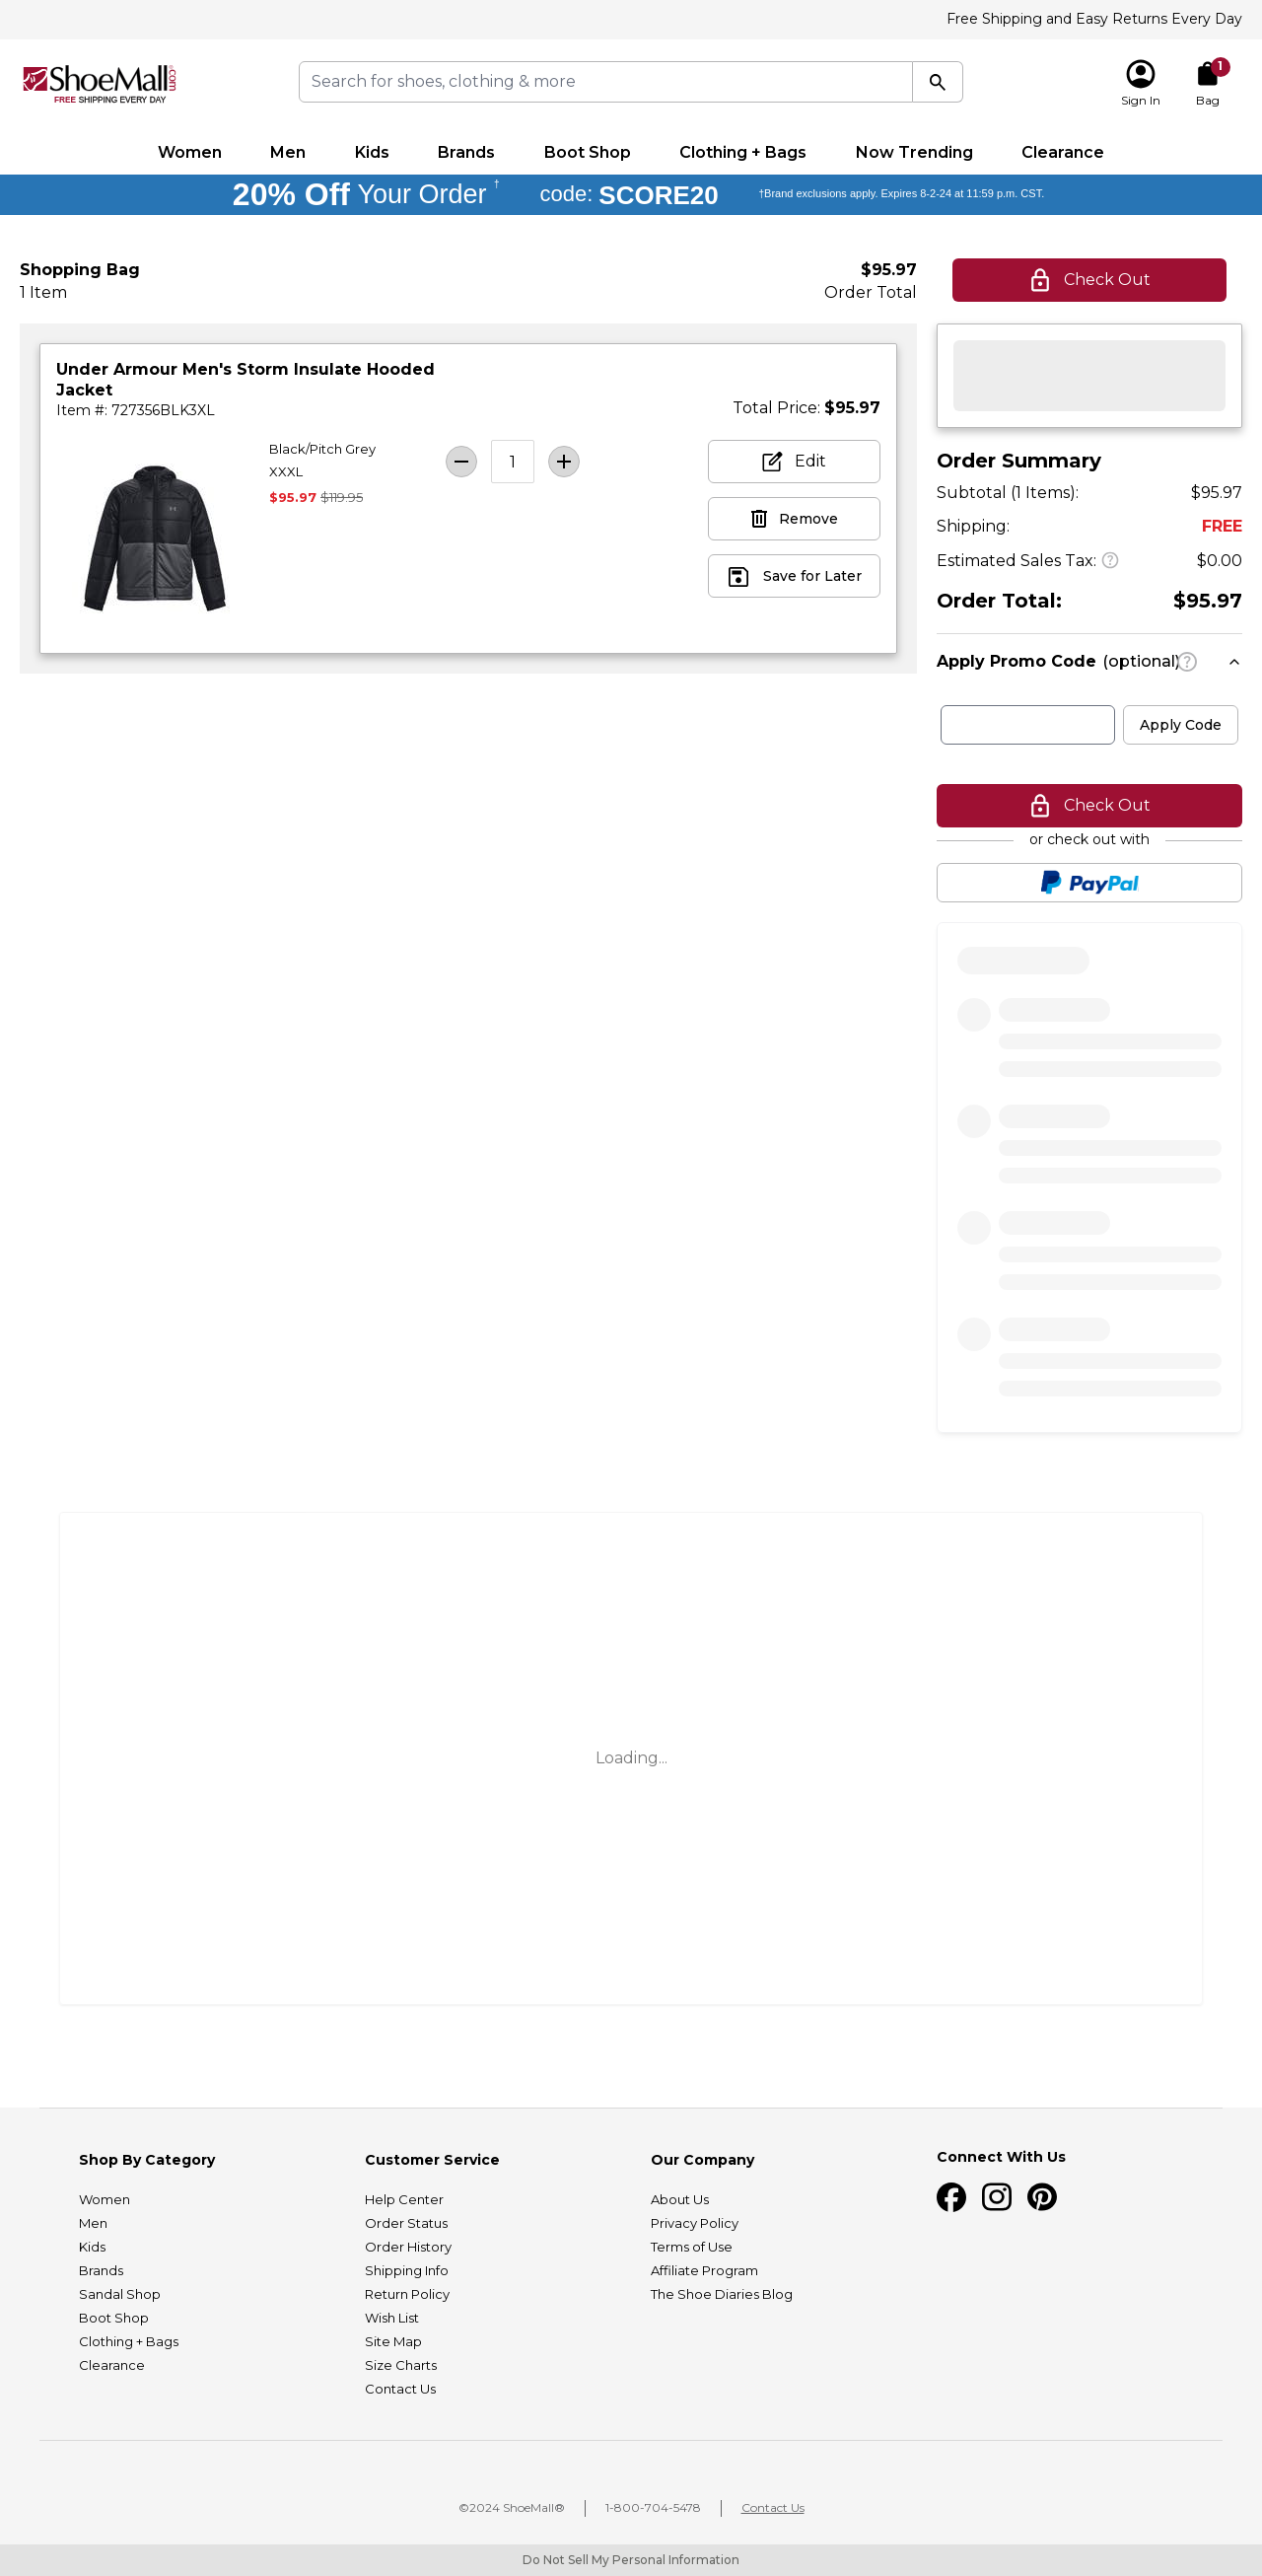 Free Shipping and Easy Returns Every Day
ShoeMall.com
FREE SHIPPING EVERY DAY
Search for shoes, clothing & more
Sign In
1
Bag
Women Men Kids Brands Boot Shop Clothing + Bags Now Trending Clearance
20% Off Your Order † code: SCORE20 †Brand exclusions apply. Expires 8-2-24 at 11:59 p.m. CST.
Shopping Bag
1 Item
$95.97
Order Total
Check Out
Under Armour Men's Storm Insulate Hooded
Jacket
Item #: 727356BLK3XL
Total Price: $95.97
Black/Pitch Grey
XXXL
$95.97 $119.95
1
Edit
Remove
Save for Later
Order Summary
Subtotal (1 Items): $95.97
Shipping: FREE
Estimated Sales Tax: ? $0.00
Order Total: $95.97
Apply Promo Code (optional) ?
Apply Code
Check Out
or check out with
PayPal
Loading...
Shop By Category
Women
Men
Kids
Brands
Sandal Shop
Boot Shop
Clothing + Bags
Clearance
Customer Service
Help Center
Order Status
Order History
Shipping Info
Return Policy
Wish List
Site Map
Size Charts
Contact Us
Our Company
About Us
Privacy Policy
Terms of Use
Affiliate Program
The Shoe Diaries Blog
Connect With Us
©2024 ShoeMall® 1-800-704-5478 Contact Us
Do Not Sell My Personal Information